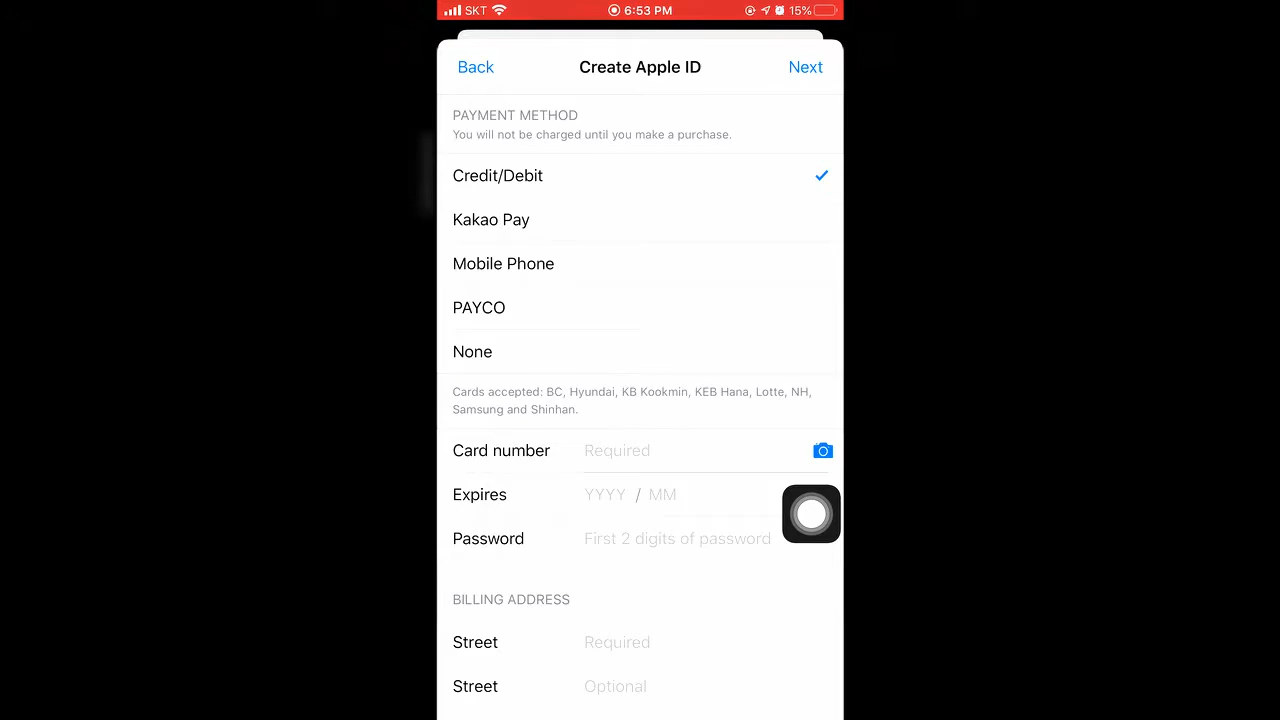 SKT 6:53 PM 15%
Back Create Apple ID Next
PAYMENT METHOD
You will not be charged until you make a purchase.
Credit/Debit
Kakao Pay
Mobile Phone
PAYCO
None
Cards accepted: BC, Hyundai, KB Kookmin, KEB Hana, Lotte, NH,
Samsung and Shinhan.
Card number Required
Expires YYYY / MM
Password First 2 digits of password
BILLING ADDRESS
Street Required
Street Optional